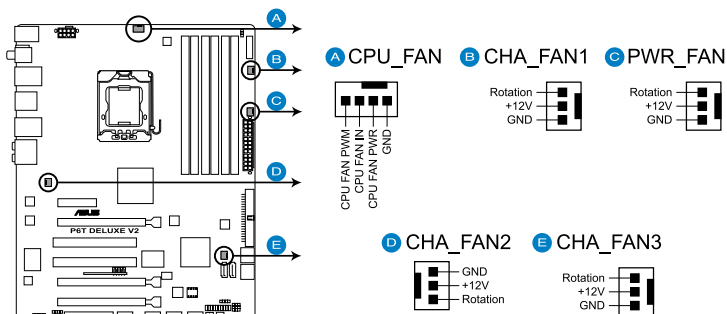 A
B
C
D
E
ASUS
P6T DELUXE V2
A CPU_FAN
CPU FAN PWM
CPU FAN IN
CPU FAN PWR
GND
B CHA_FAN1
Rotation
+12V
GND
C PWR_FAN
Rotation
+12V
GND
D CHA_FAN2
GND
+12V
Rotation
E CHA_FAN3
Rotation
+12V
GND